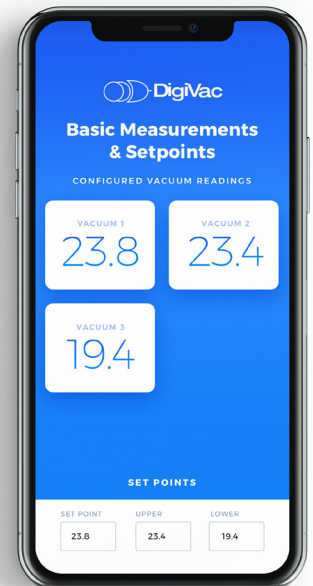 DigiVac
Basic Measurements
& Setpoints
CONFIGURED VACUUM READINGS
VACUUM 1
23.8
VACUUM 2
23.4
VACUUM 3
19.4
SET POINTS
SET POINT UPPER LOWER
23.8 23.4 19.4